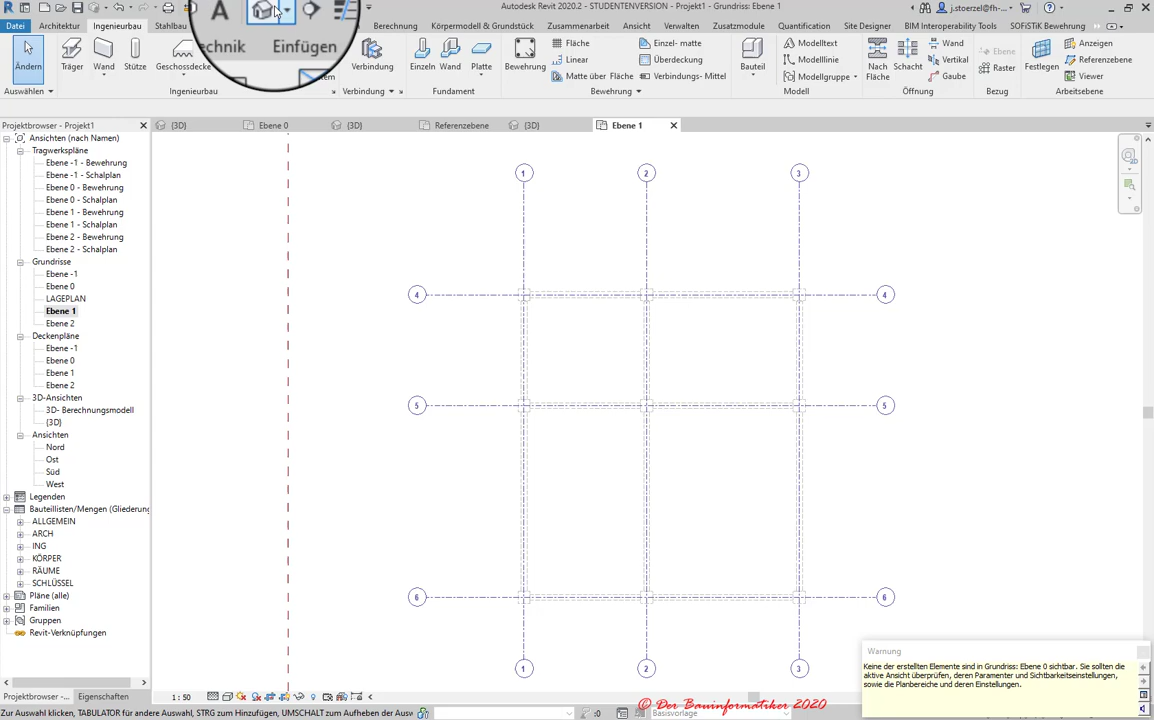 Autodesk Revit 2020.2 - STUDENTENVERSION - Projekt1 - Grundriss: Ebene 1
j.stoerzel@fh-...
Datei Architektur Ingenieurbau Stahlbau
Berechnung Körpermodell & Grundstück Zusammenarbeit Ansicht Verwalten Zusatzmodule Quantification Site Designer BIM Interoperability Tools SOFiSTiK Bewehrung
A
echnik Einfügen
Ändern Träger Wand Stütze Geschossdecke
Verbindung Einzeln Wand Platte Bewehrung
Fläche
Linear
Matte über Fläche
Einzel- matte
Überdeckung
Verbindungs- Mittel
Bauteil
Modelltext
Modelllinie
Modellgruppe
Nach Fläche
Schacht
Wand
Vertikal
Gaube
Ebene
Raster
Festlegen
Anzeigen
Referenzebene
Viewer
Auswählen Ingenieurbau Verbindung Fundament Bewehrung Modell Öffnung Bezug Arbeitsebene
Projektbrowser - Projekt1
{3D} Ebene 0 {3D} Referenzebene {3D} Ebene 1
Ansichten (nach Namen)
Tragwerkspläne
Ebene -1 - Bewehrung
Ebene -1 - Schalplan
Ebene 0 - Bewehrung
Ebene 0 - Schalplan
Ebene 1 - Bewehrung
Ebene 1 - Schalplan
Ebene 2 - Bewehrung
Ebene 2 - Schalplan
Grundrisse
Ebene -1
Ebene 0
LAGEPLAN
Ebene 1
Ebene 2
Deckenpläne
Ebene -1
Ebene 0
Ebene 1
Ebene 2
3D-Ansichten
3D- Berechnungsmodell
{3D}
Ansichten
Nord
Ost
Süd
West
Legenden
Bauteillisten/Mengen (Gliederung
ALLGEMEIN
ARCH
ING
KÖRPER
RÄUME
SCHLÜSSEL
Pläne (alle)
Familien
Gruppen
Revit-Verknüpfungen
1 2 3
4 4
5 5
6 6
1 2 3
Warnung
Keine der erstellten Elemente sind in Grundriss: Ebene 0 sichtbar. Sie sollten die
aktive Ansicht überprüfen, deren Parameter und Sichtbarkeitseinstellungen,
sowie die Planbereiche und deren Einstellungen.
Projektbrowser -... Eigenschaften
1 : 50
Zur Auswahl klicken, TABULATOR für andere Auswahl, STRG zum Hinzufügen, UMSCHALT zum Aufheben der Ausw
:0
Basisvorlage
© Der Bauinformatiker 2020